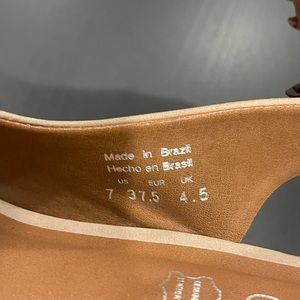 Made in Brazil
Hecho en Brasil
US EUR UK
7 37.5 4.5